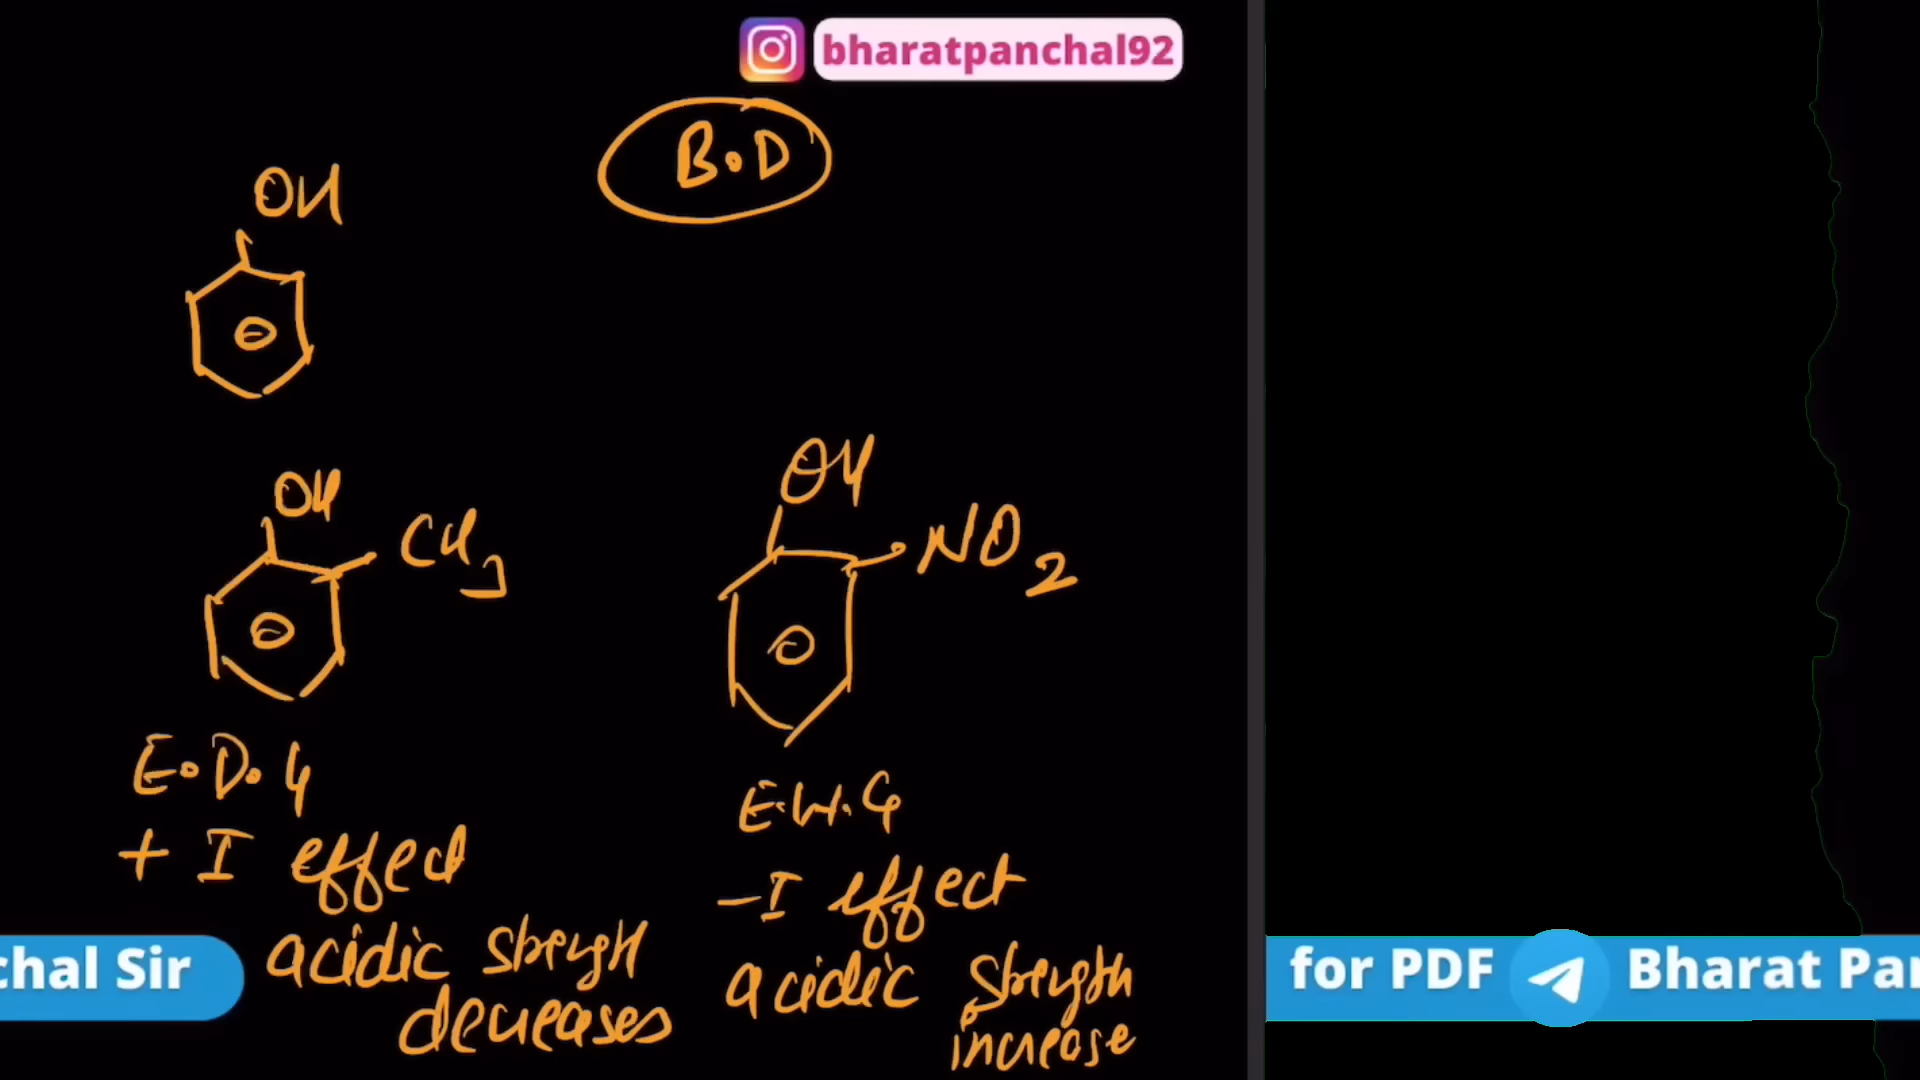 bharatpanchal92
B.D
OH
OH
CH3
OH
NO2
E.D.G
+ I effect
acidic strength
decreases
E.W.G
-I effect
acidic strength
increase
chal Sir
for PDF
Bharat Pan